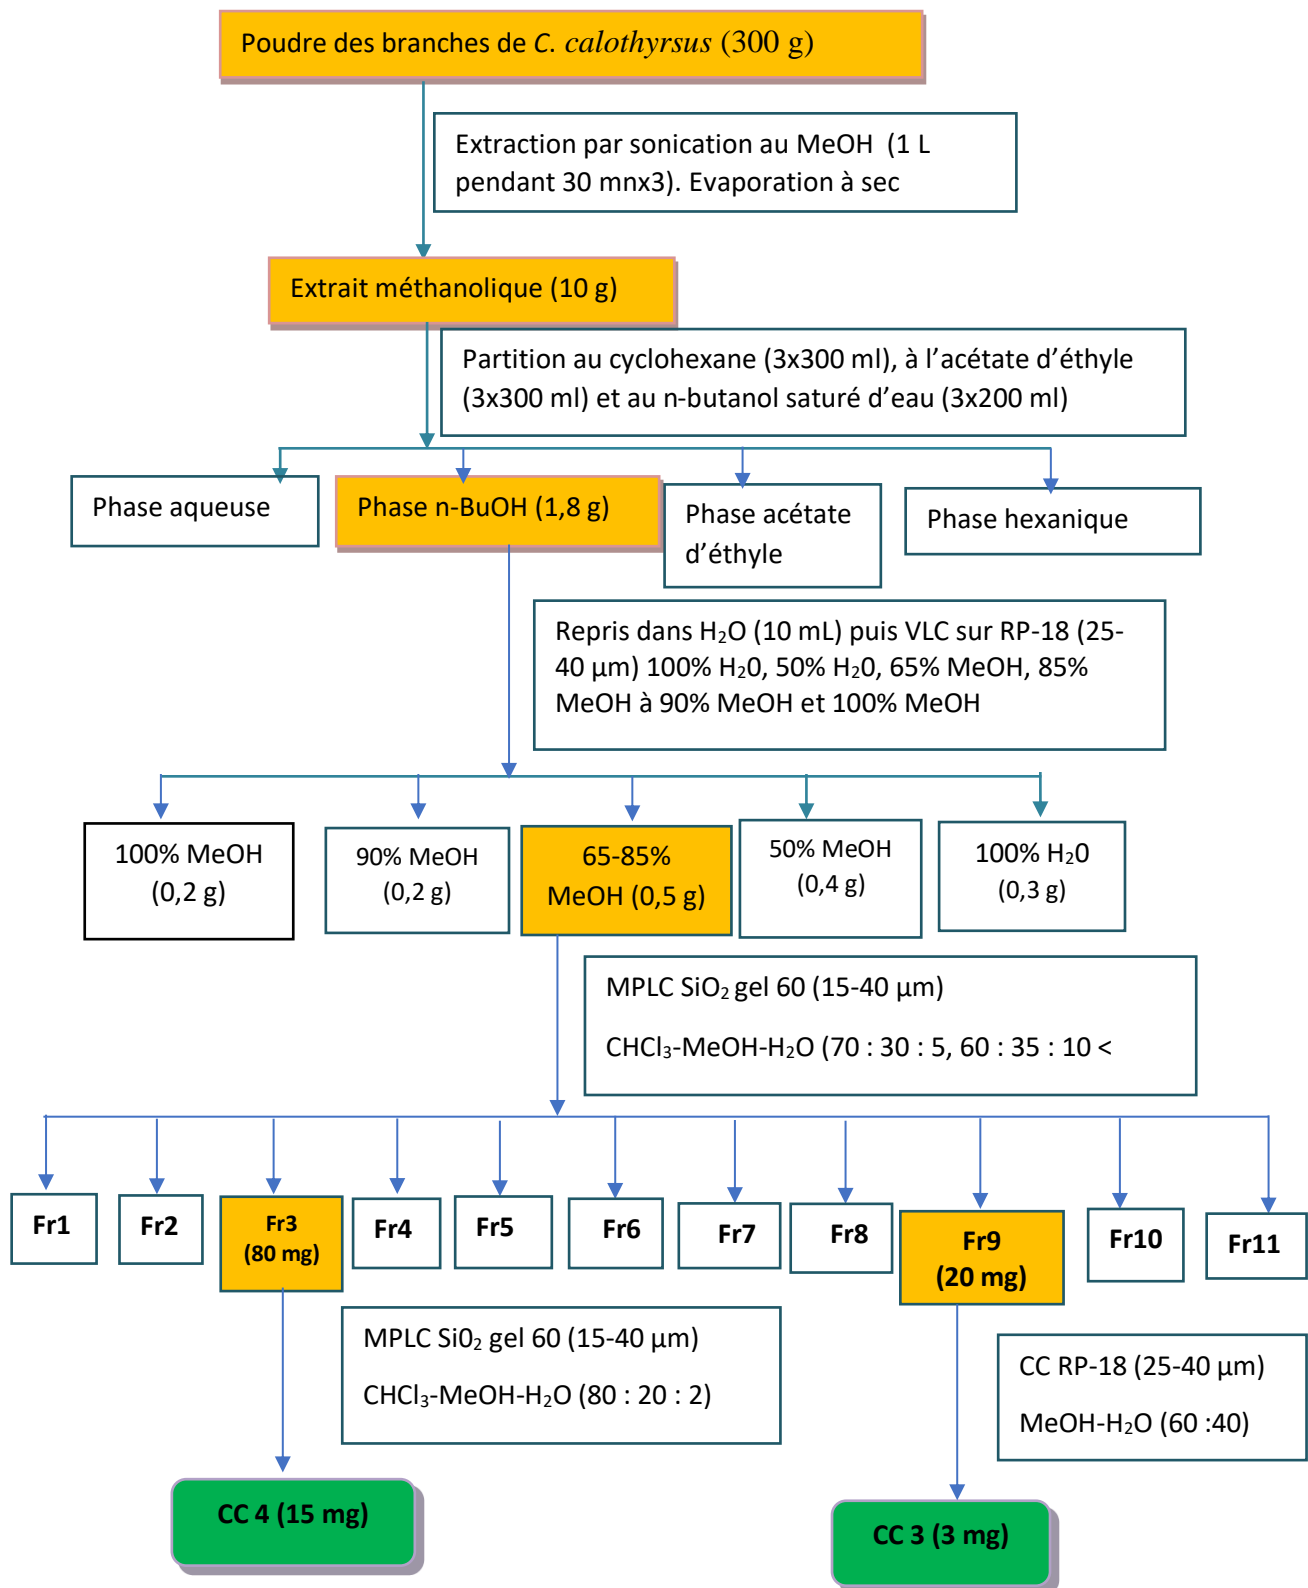 Poudre des branches de C. calothyrsus (300 g)
Extraction par sonication au MeOH (1 L
pendant 30 mnx3). Evaporation à sec
Extrait méthanolique (10 g)
Partition au cyclohexane (3x300 ml), à l’acétate d’éthyle
(3x300 ml) et au n-butanol saturé d’eau (3x200 ml)
Phase aqueuse
Phase n-BuOH (1,8 g)
Phase acétate
d’éthyle
Phase hexanique
Repris dans H₂O (10 mL) puis VLC sur RP-18 (25-
40 µm) 100% H₂0, 50% H₂0, 65% MeOH, 85%
MeOH à 90% MeOH et 100% MeOH
100% MeOH
(0,2 g)
90% MeOH
(0,2 g)
65-85%
MeOH (0,5 g)
50% MeOH
(0,4 g)
100% H₂0
(0,3 g)
MPLC SiO₂ gel 60 (15-40 µm)
CHCl₃-MeOH-H₂O (70 : 30 : 5, 60 : 35 : 10 <
Fr1
Fr2
Fr3
(80 mg)
Fr4
Fr5
Fr6
Fr7
Fr8
Fr9
(20 mg)
Fr10
Fr11
MPLC Si0₂ gel 60 (15-40 µm)
CHCl₃-MeOH-H₂O (80 : 20 : 2)
CC RP-18 (25-40 µm)
MeOH-H₂O (60 :40)
CC 4 (15 mg)
CC 3 (3 mg)